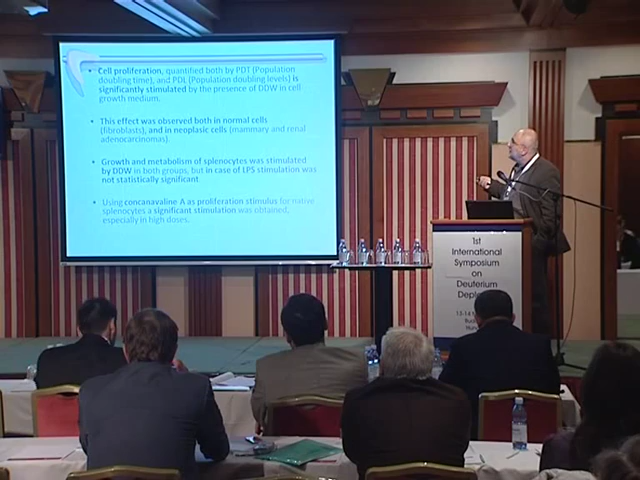 • Cell proliferation, quantified both by PDT (Population
doubling time), and PDL (Population doubling levels) is
significantly stimulated by the presence of DDW in cell
growth medium.
• This effect was observed both in normal cells
(fibroblasts), and in neoplasic cells (mammary and renal
adenocarcinomas).
• Growth and metabolism of splenocytes was stimulated
by DDW in both groups, but in case of LPS stimulation was
not statistically significant
• Using concanavaline A as proliferation stimulus for native
splenocytes a significant stimulation was obtained,
especially in high doses.
1st
International
Symposium
on
Deuterium